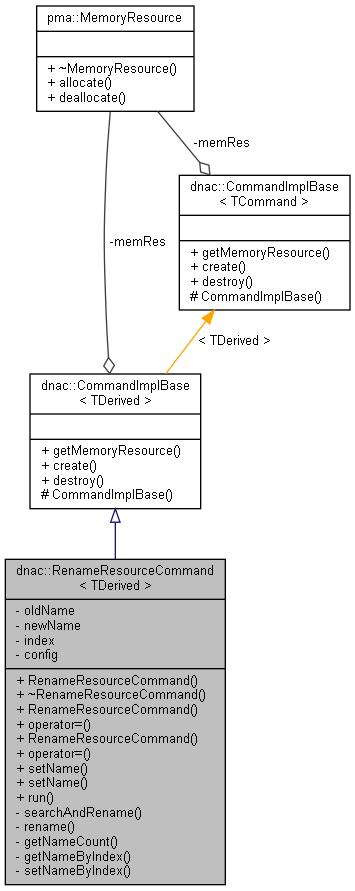 pma::MemoryResource
+ ~MemoryResource()
+ allocate()
+ deallocate()
-memRes
dnac::CommandImplBase
< TCommand >
+ getMemoryResource()
+ create()
+ destroy()
# CommandImplBase()
-memRes
< TDerived >
dnac::CommandImplBase
< TDerived >
+ getMemoryResource()
+ create()
+ destroy()
# CommandImplBase()
dnac::RenameResourceCommand
< TDerived >
- oldName
- newName
- index
- config
+ RenameResourceCommand()
+ ~RenameResourceCommand()
+ RenameResourceCommand()
+ operator=()
+ RenameResourceCommand()
+ operator=()
+ setName()
+ setName()
+ run()
- searchAndRename()
- rename()
- getNameCount()
- getNameByIndex()
- setNameByIndex()